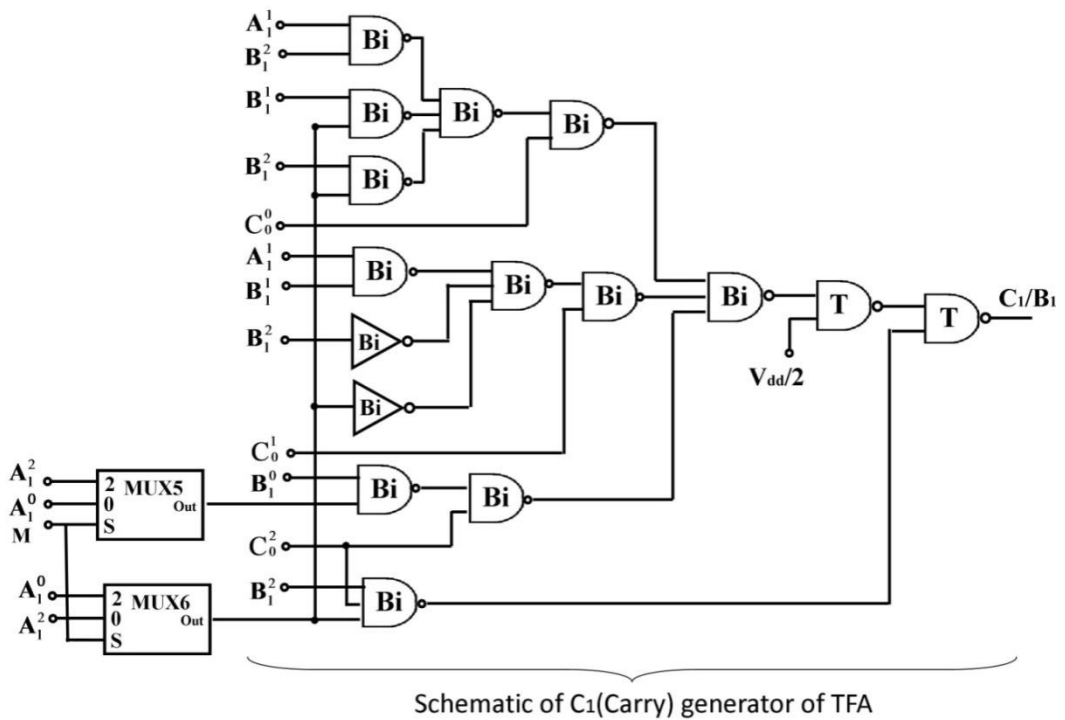 A₁¹
Bi
B₁²
B₁¹
Bi
Bi
Bi
B₁²
Bi
C₀⁰
A₁¹
Bi
B₁¹
Bi
Bi
Bi
T
T
C₁/B₁
B₁²
Bi
V_dd/2
Bi
C₀¹
A₁²
2 MUX5
A₁⁰
0 Out
M
S
B₁⁰
Bi
Bi
C₀²
A₁⁰
2 MUX6
A₁²
0 Out
S
B₁²
Bi
Schematic of C₁(Carry) generator of TFA